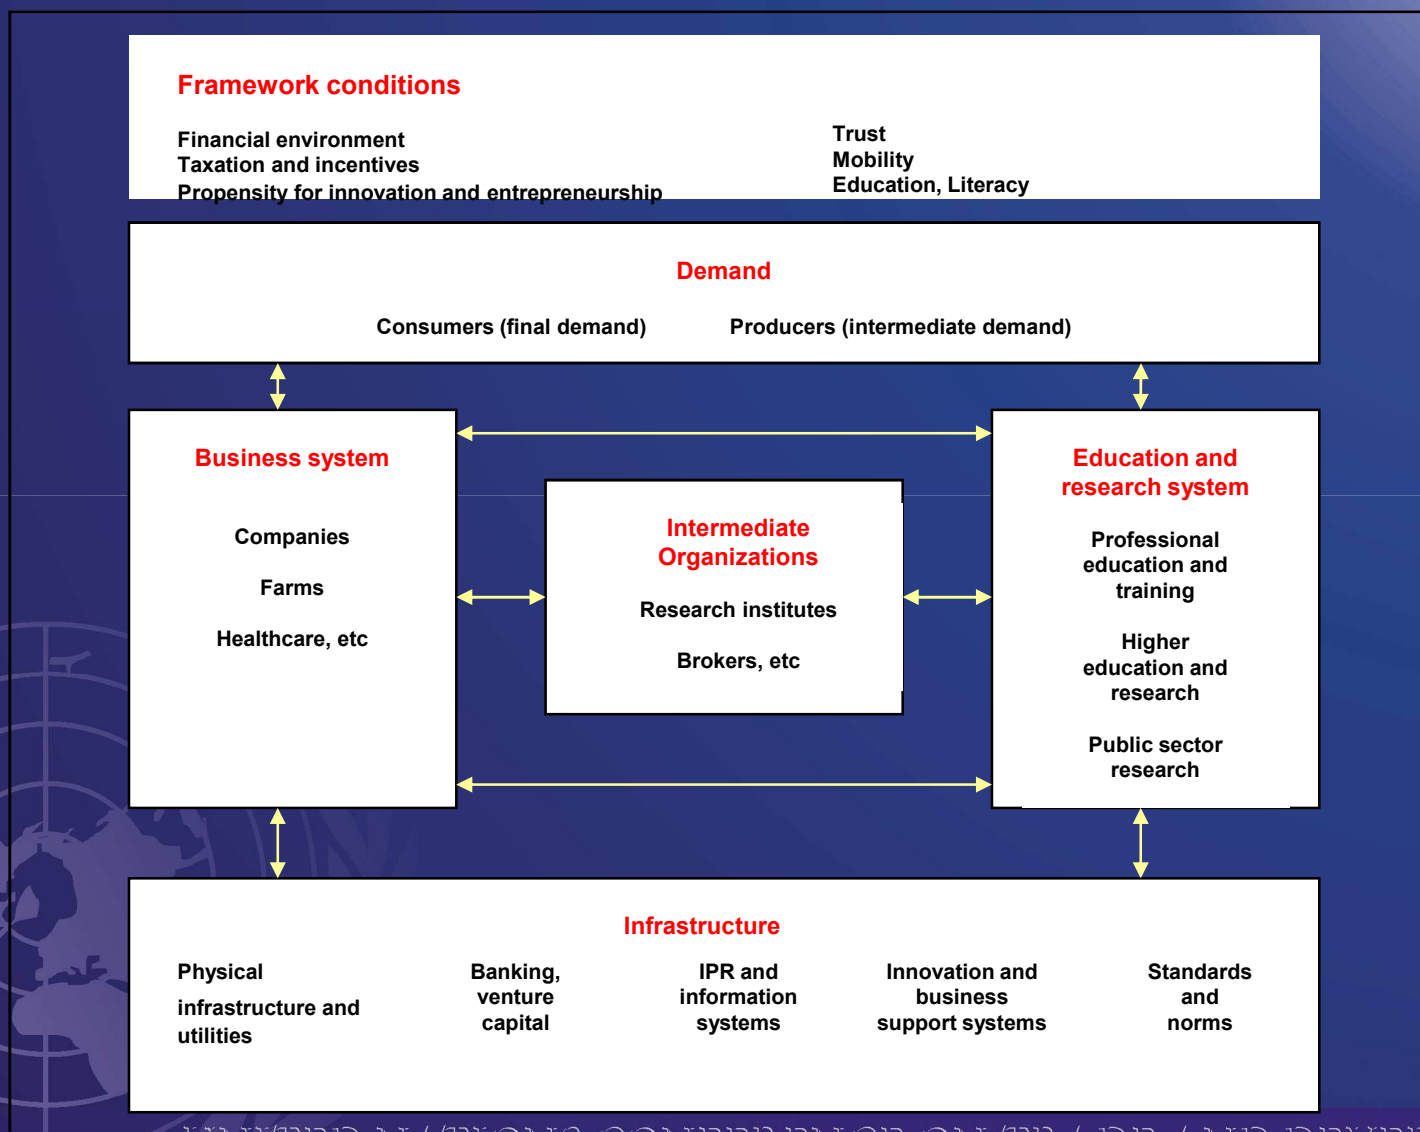 Framework conditions
Financial environment
Taxation and incentives
Propensity for innovation and entrepreneurship
Trust
Mobility
Education, Literacy
Demand
Consumers (final demand)
Producers (intermediate demand)
Business system
Companies
Farms
Healthcare, etc
Intermediate
Organizations
Research institutes
Brokers, etc
Education and
research system
Professional
education and
training
Higher
education and
research
Public sector
research
Infrastructure
Physical
infrastructure and
utilities
Banking,
venture
capital
IPR and
information
systems
Innovation and
business
support systems
Standards
and
norms